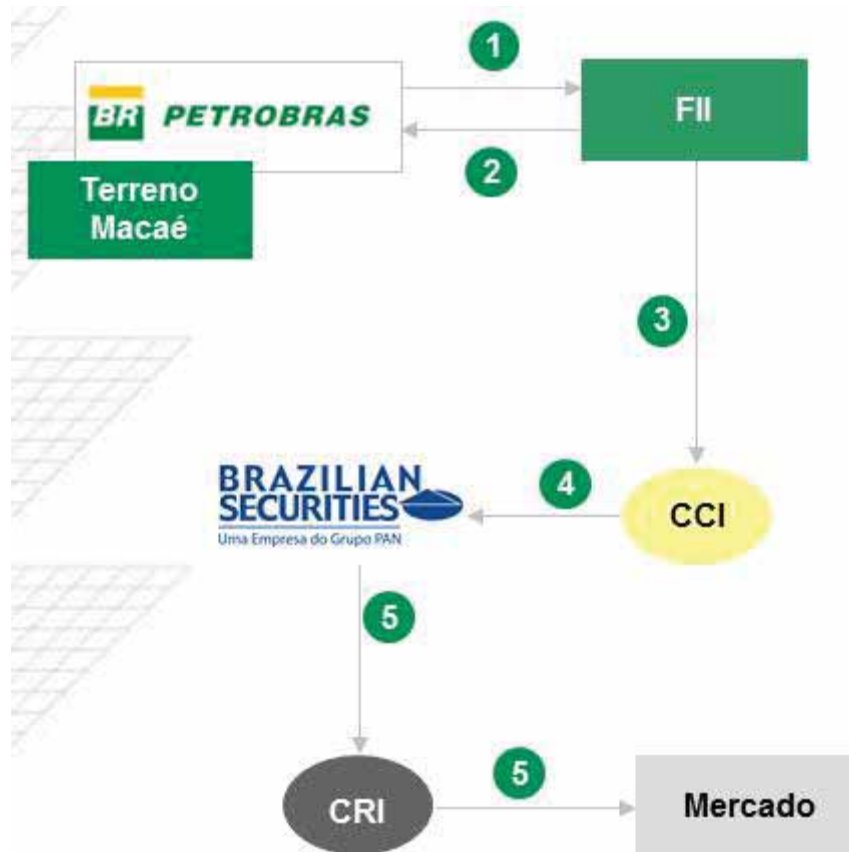 1
BR PETROBRAS
FII
2
Terreno
Macaé
3
BRAZILIAN
SECURITIES
Uma Empresa do Grupo PAN
4
CCI
5
5
CRI
Mercado